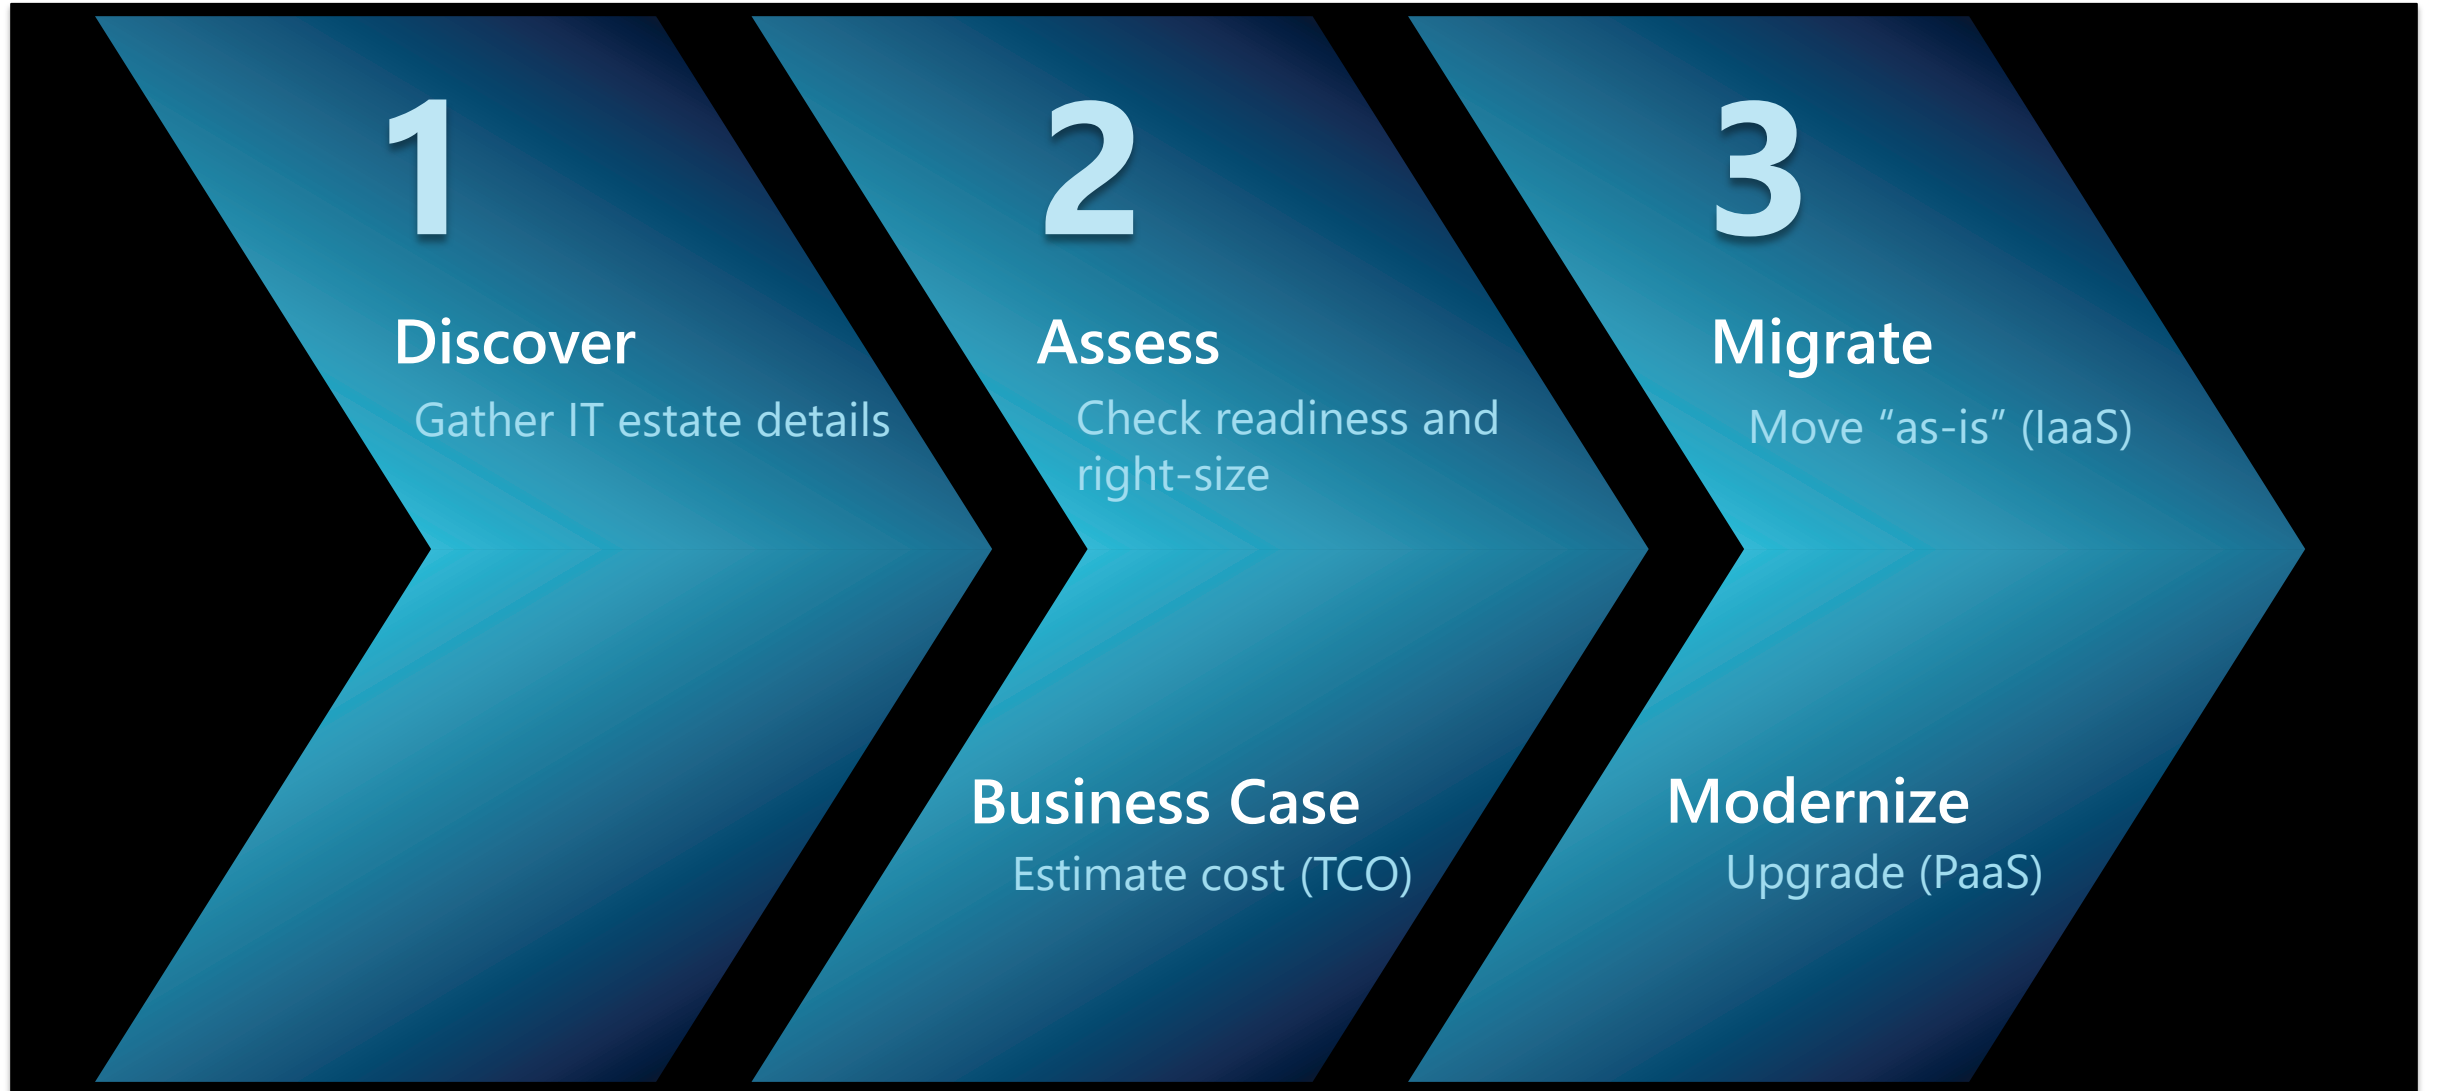 1
Discover
Gather IT estate details
2
Assess
Check readiness and
right-size
Business Case
Estimate cost (TCO)
3
Migrate
Move “as-is” (IaaS)
Modernize
Upgrade (PaaS)